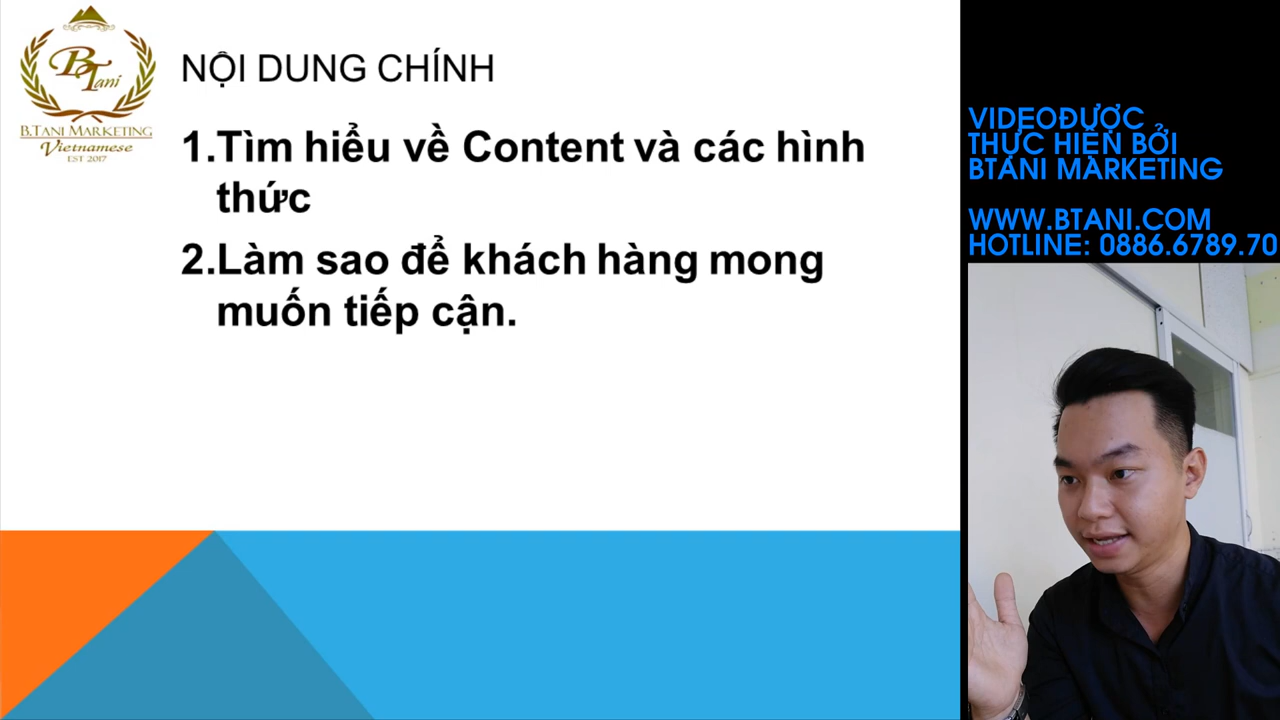 BTani
B.TANI MARKETING
Vietnamese
EST 2017
NỘI DUNG CHÍNH
1.Tìm hiểu về Content và các hình
thức
2.Làm sao để khách hàng mong
muốn tiếp cận.
VIDEOĐƯỢC
THỰC HIỆN BỞI
BTANI MARKETING
WWW.BTANI.COM
HOTLINE: 0886.6789.70